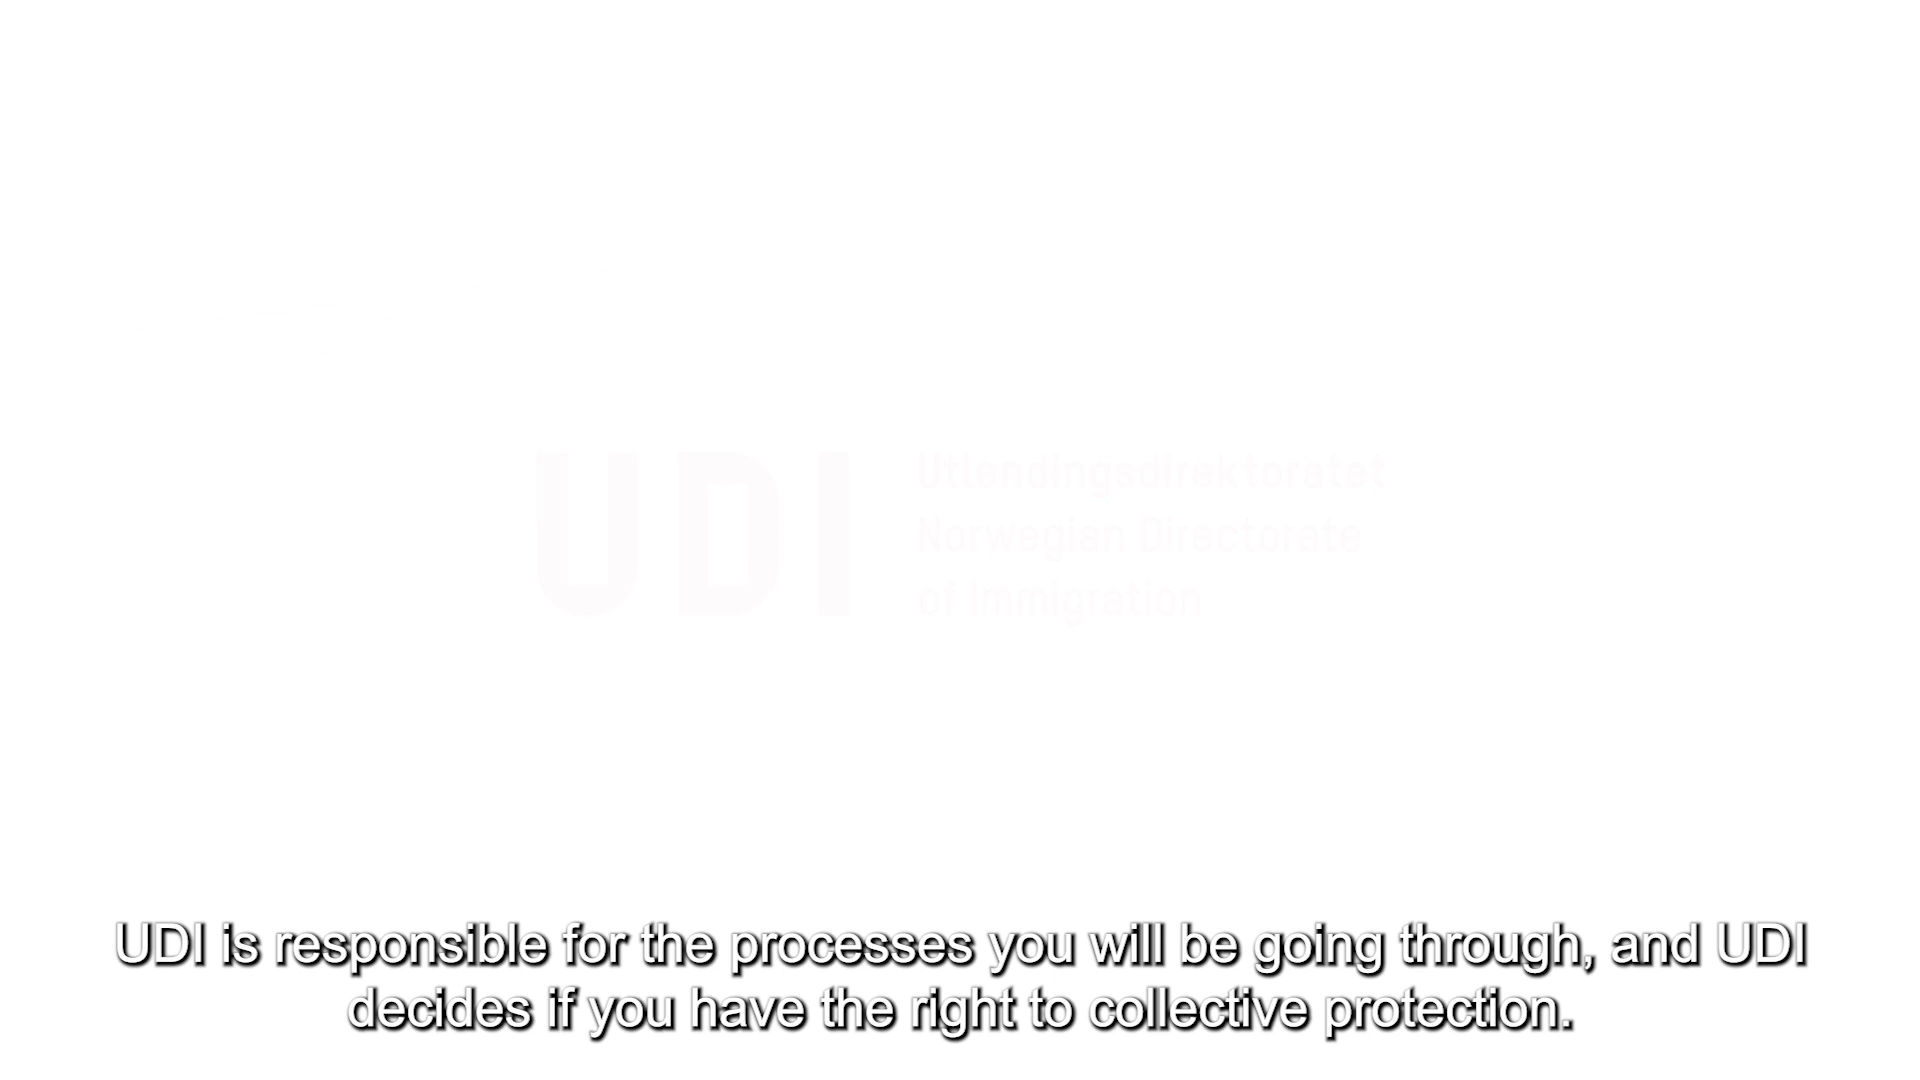 UDI
Utlendingsdirektoratet
Norwegian Directorate
of Immigration
UDI is responsible for the processes you will be going through, and UDI
decides if you have the right to collective protection.